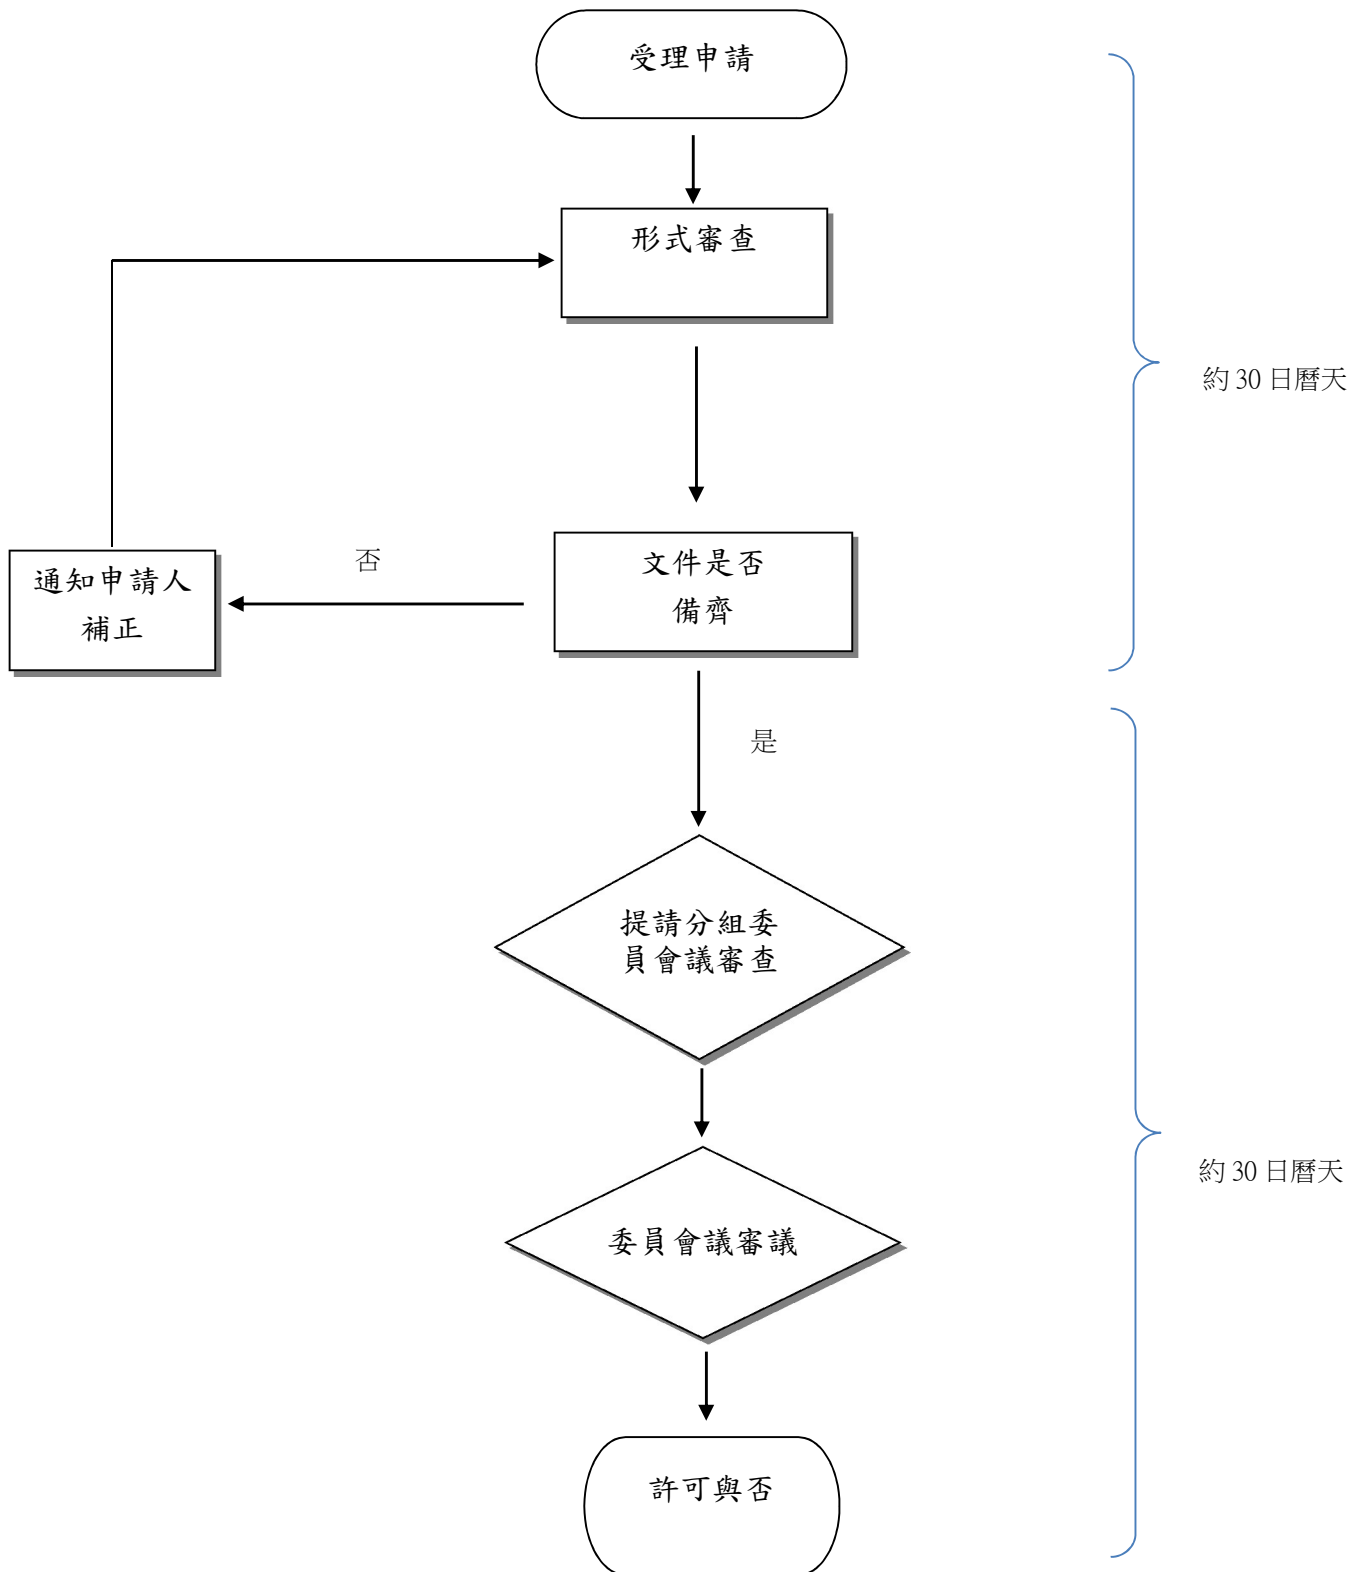 受理申請
形式審查
約 30 日曆天
否
文件是否
備齊
通知申請人
補正
是
提請分組委
員會議審查
約 30 日曆天
委員會議審議
許可與否